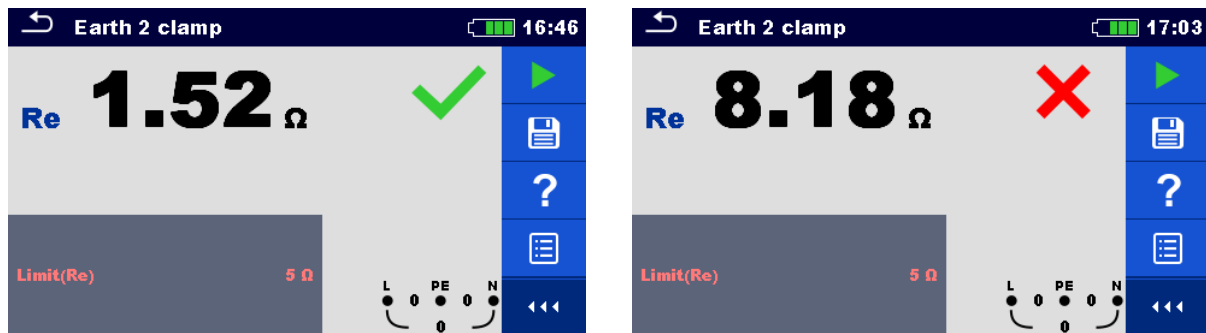 Earth 2 clamp 16:46
Re 1.52 Ω
?
Limit(Re) 5 Ω
L PE N
0 0
0
Earth 2 clamp 17:03
Re 8.18 Ω
?
Limit(Re) 5 Ω
L PE N
0 0
0